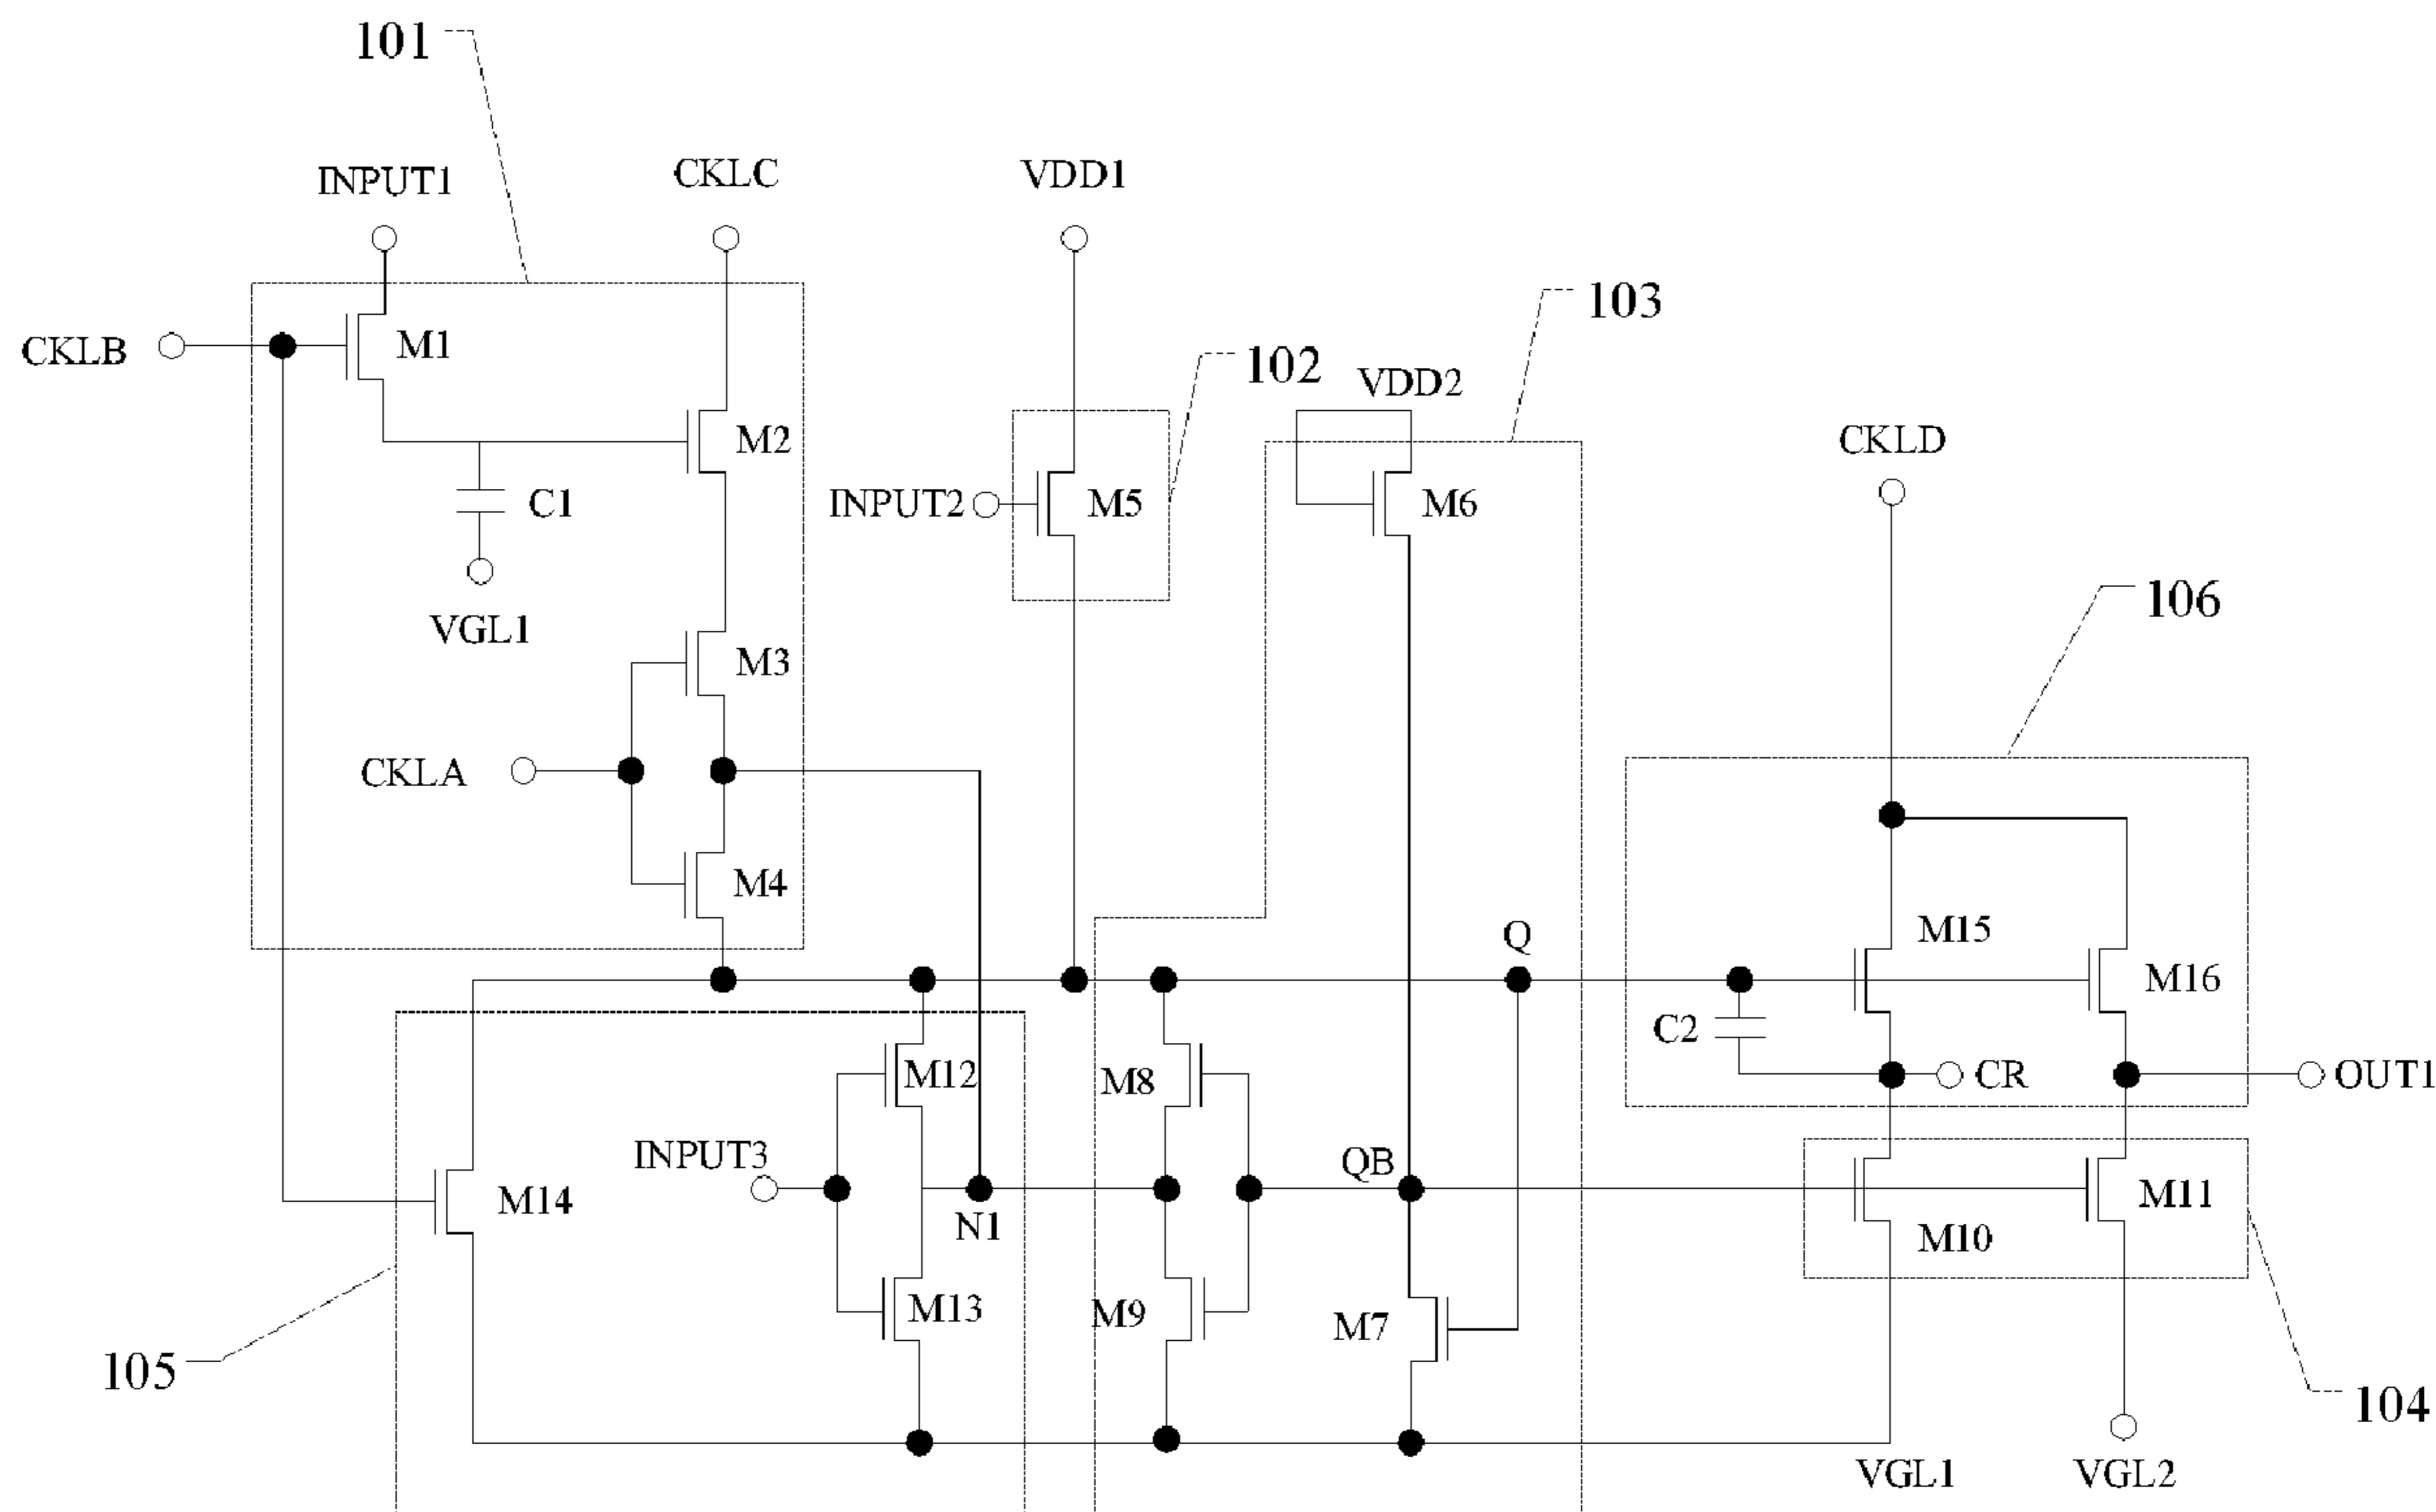 101
INPUT1
CKLC
VDD1
103
CKLB
M1
102
VDD2
M2
CKLD
C1
INPUT2
M5
M6
VGL1
106
M3
CKLA
M4
M15
Q
M16
C2
M12
M8
CR
OUT1
INPUT3
QB
M14
N1
M11
M10
M13
M9
M7
105
104
VGL1
VGL2